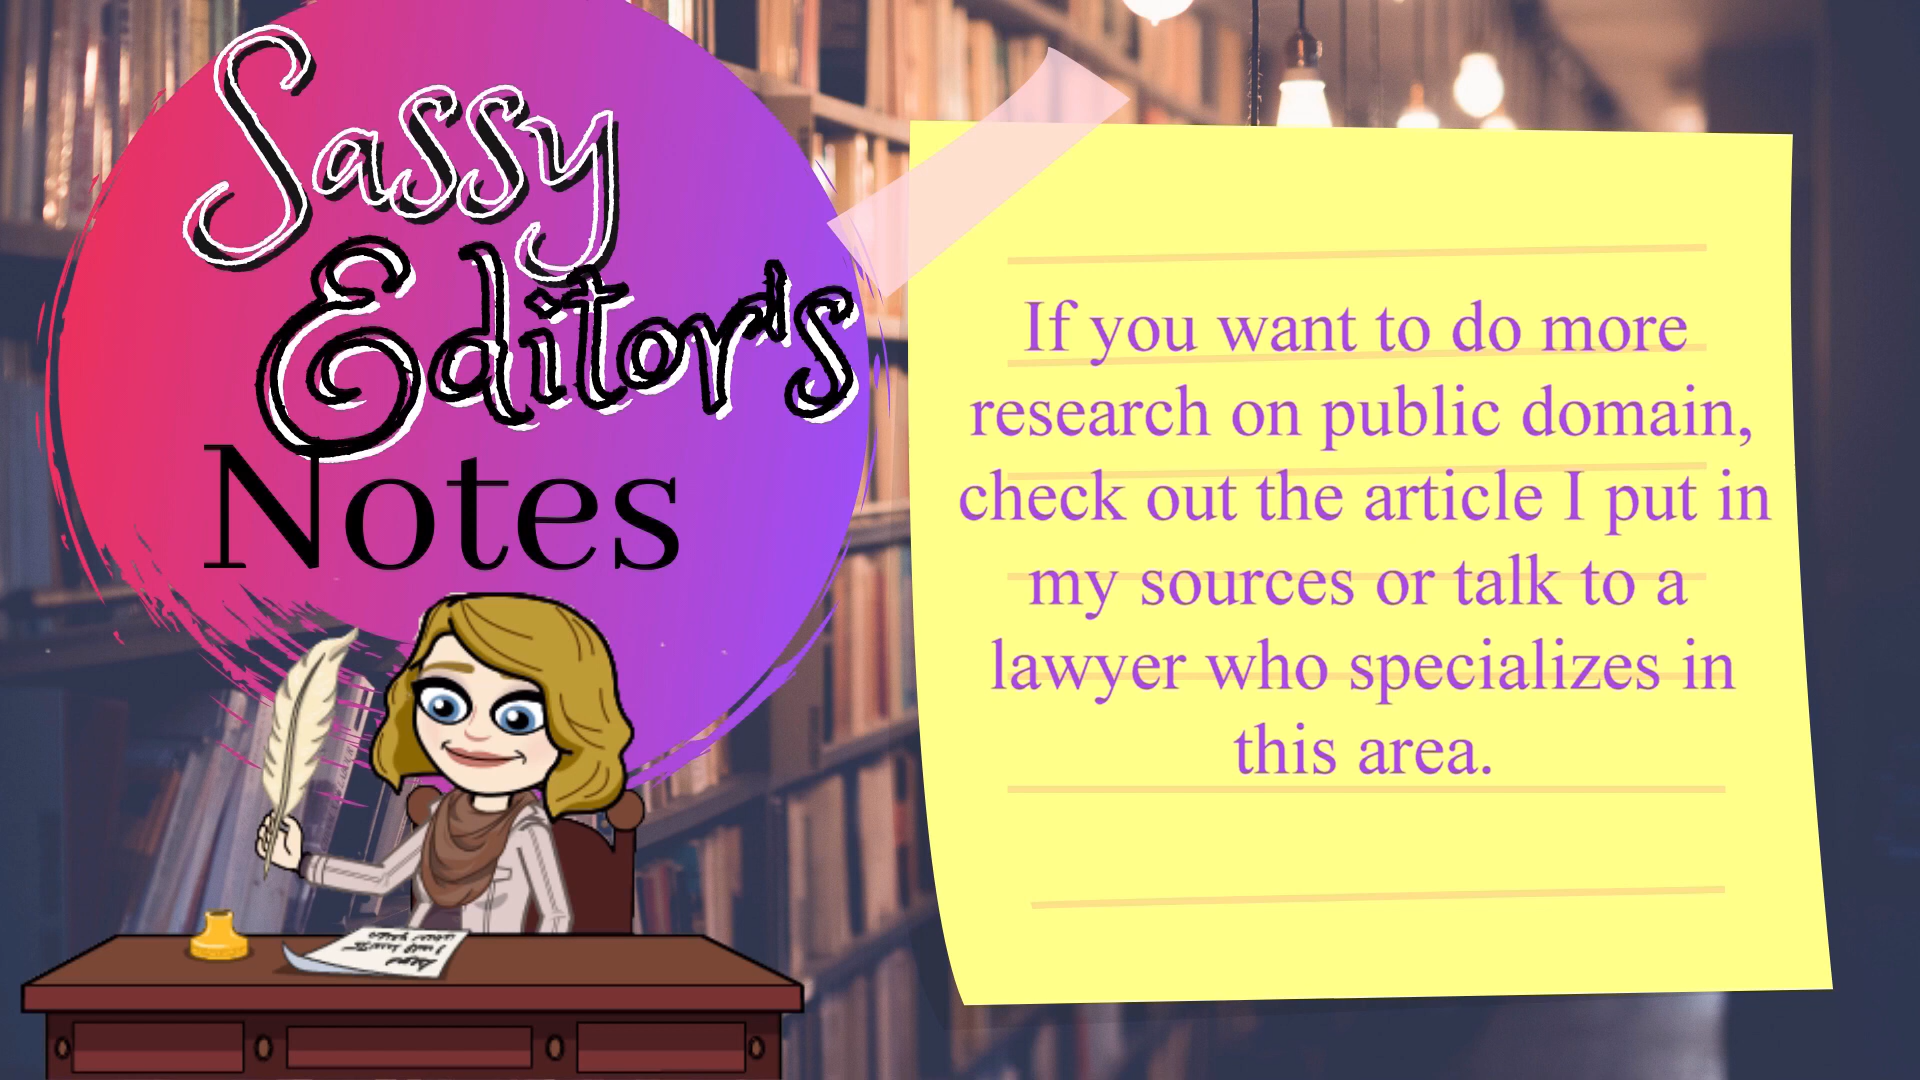 Sassy
Editor's
Notes
If you want to do more
research on public domain,
check out the article I put in
my sources or talk to a
lawyer who specializes in
this area.